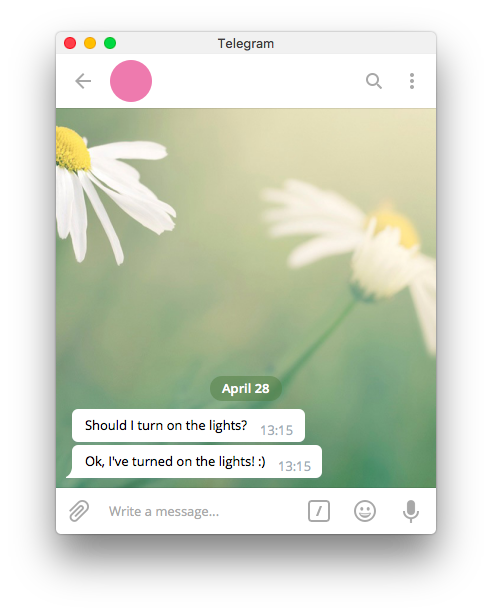 Telegram
April 28
Should I turn on the lights? 13:15
Ok, I've turned on the lights! :) 13:15
Write a message...